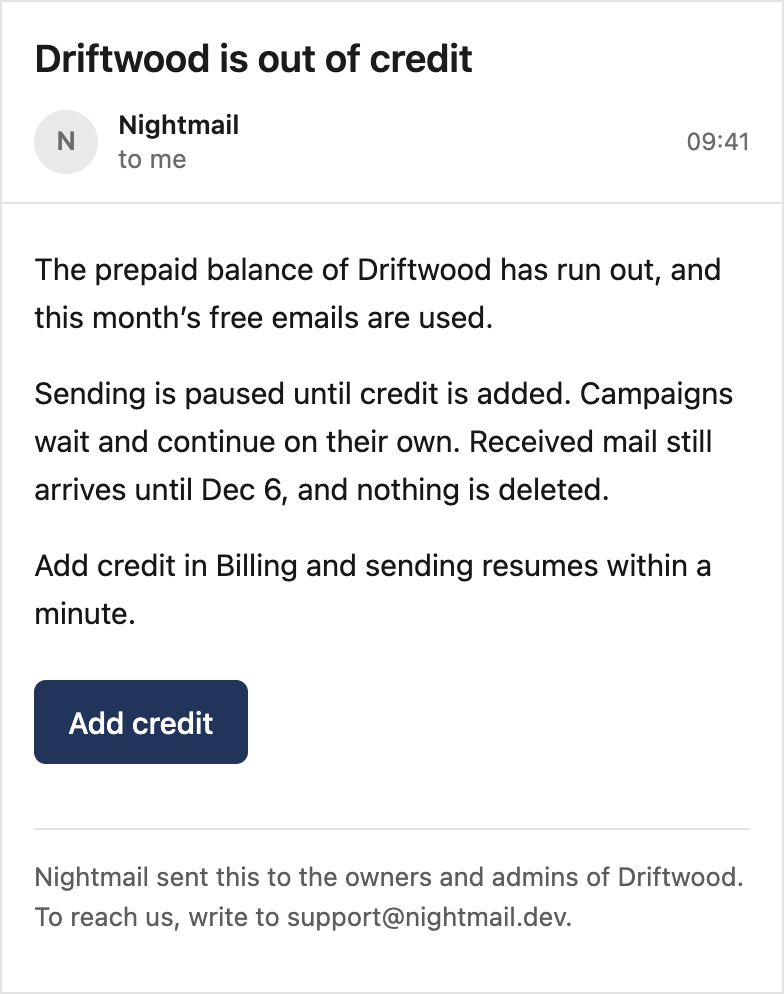 Driftwood is out of credit
N
Nightmail
to me
09:41
The prepaid balance of Driftwood has run out, and
this month’s free emails are used.
Sending is paused until credit is added. Campaigns
wait and continue on their own. Received mail still
arrives until Dec 6, and nothing is deleted.
Add credit in Billing and sending resumes within a
minute.
Add credit
Nightmail sent this to the owners and admins of Driftwood.
To reach us, write to support@nightmail.dev.